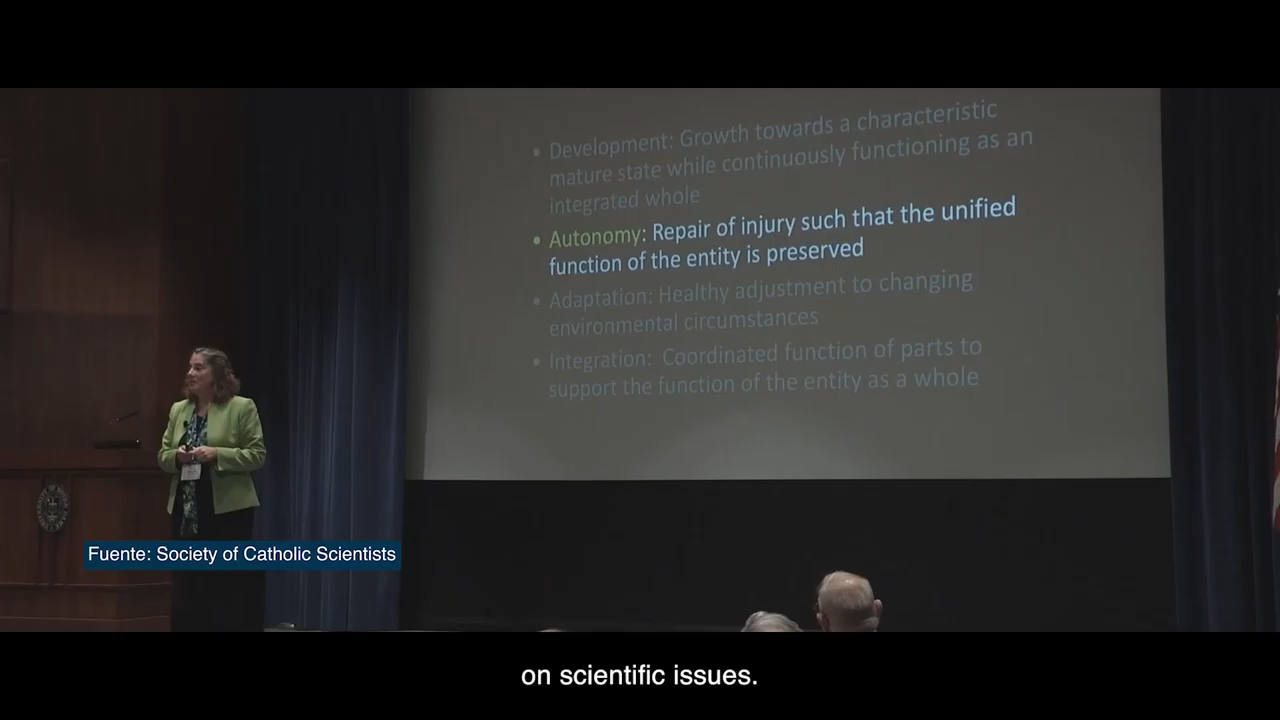 • Development: Growth towards a characteristic
mature state while continuously functioning as an
integrated whole
• Autonomy: Repair of injury such that the unified
function of the entity is preserved
• Adaptation: Healthy adjustment to changing
environmental circumstances
• Integration: Coordinated function of parts to
support the function of the entity as a whole
Fuente: Society of Catholic Scientists
on scientific issues.